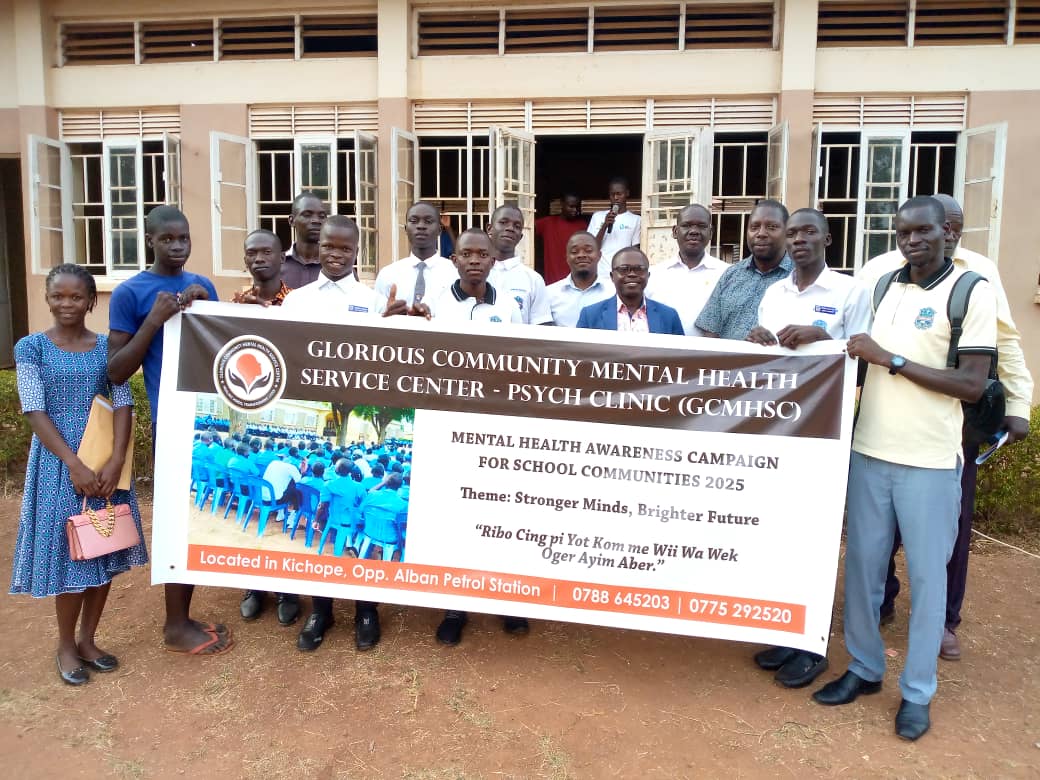 GLORIOUS COMMUNITY MENTAL HEALTH
SERVICE CENTER - PSYCH CLINIC (GCMHSC)
MENTAL HEALTH AWARENESS CAMPAIGN
FOR SCHOOL COMMUNITIES 2025
Theme: Stronger Minds, Brighter Future
"Ribo Cing pi Yot Kom me Wii Wa Wek
Oger Ayim Aber."
Located in Kichope, Opp. Alban Petrol Station | 0788 645203 | 0775 292520